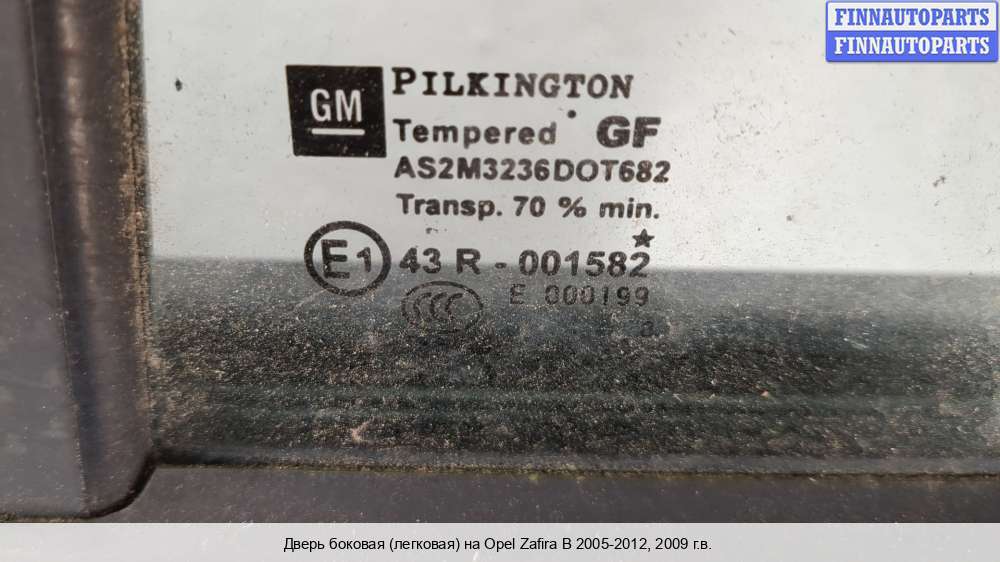 FINNAUTOPARTS
FINNAUTOPARTS
GM
PILKINGTON
Tempered GF
AS2M3236DOT682
Transp. 70 % min.
E1 43 R - 001582
CCC E 000199
a
Дверь боковая (легковая) на Opel Zafira B 2005-2012, 2009 г.в.